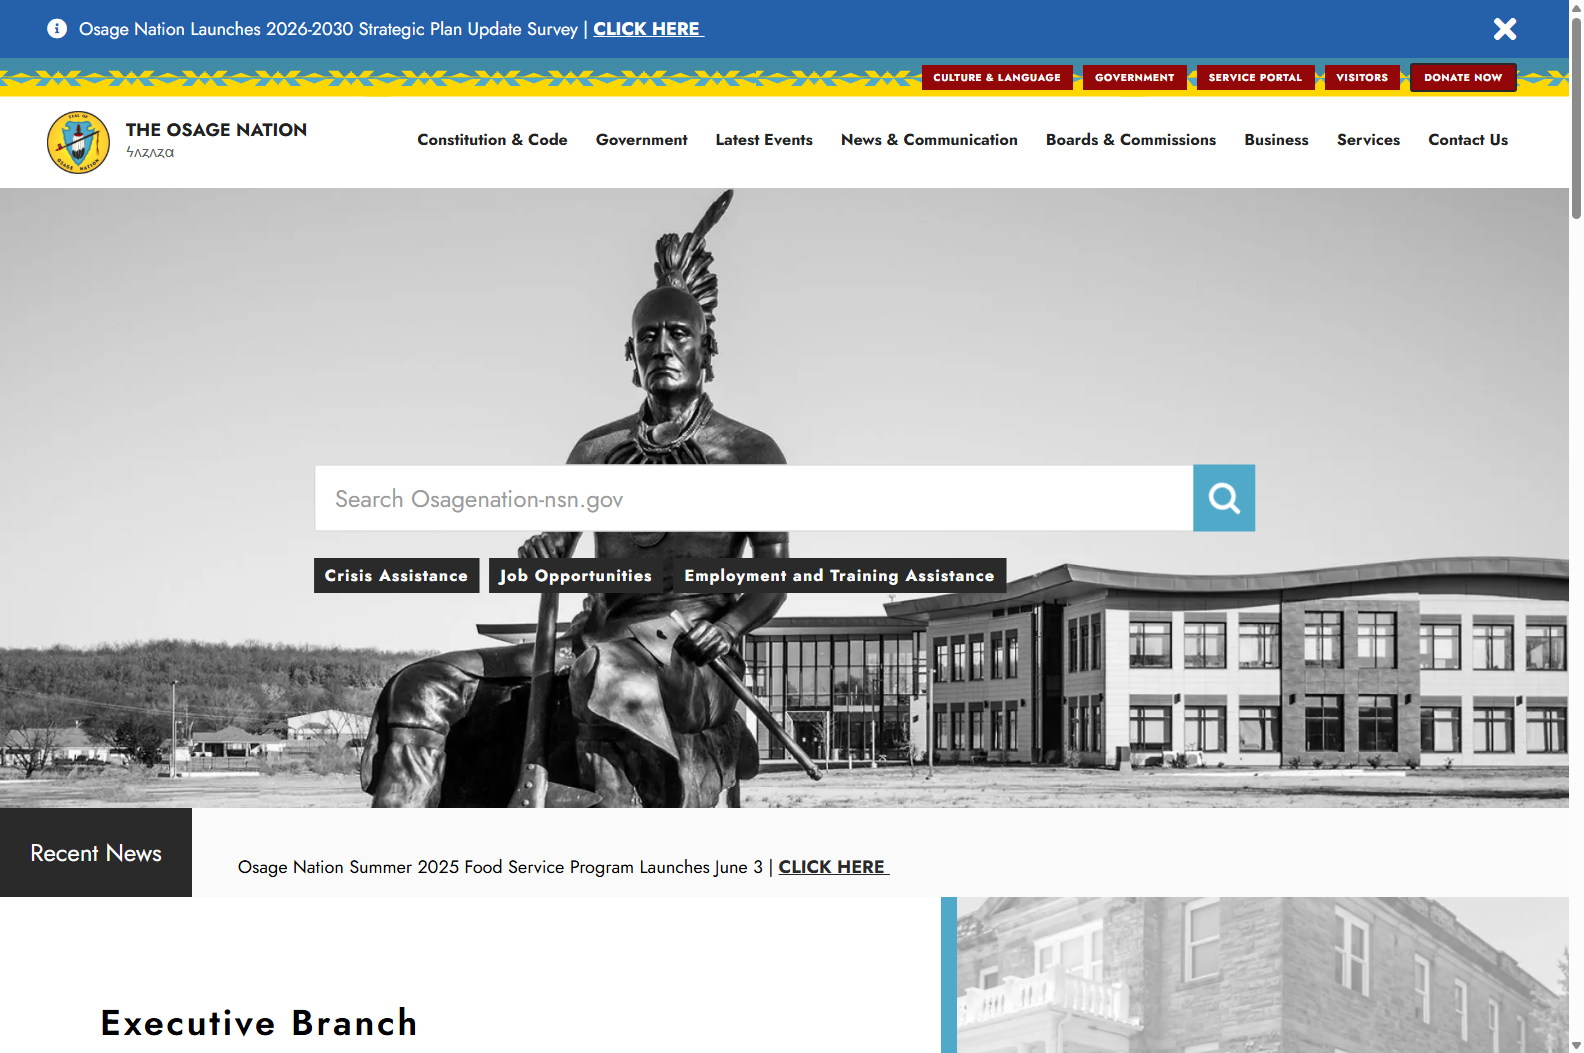 Osage Nation Launches 2026-2030 Strategic Plan Update Survey | CLICK HERE
CULTURE & LANGUAGE
GOVERNMENT
SERVICE PORTAL
VISITORS
DONATE NOW
THE OSAGE NATION
Constitution & Code
Government
Latest Events
News & Communication
Boards & Commissions
Business
Services
Contact Us
Search Osagenation-nsn.gov
Crisis Assistance
Job Opportunities
Employment and Training Assistance
Recent News
Osage Nation Summer 2025 Food Service Program Launches June 3 | CLICK HERE
Executive Branch